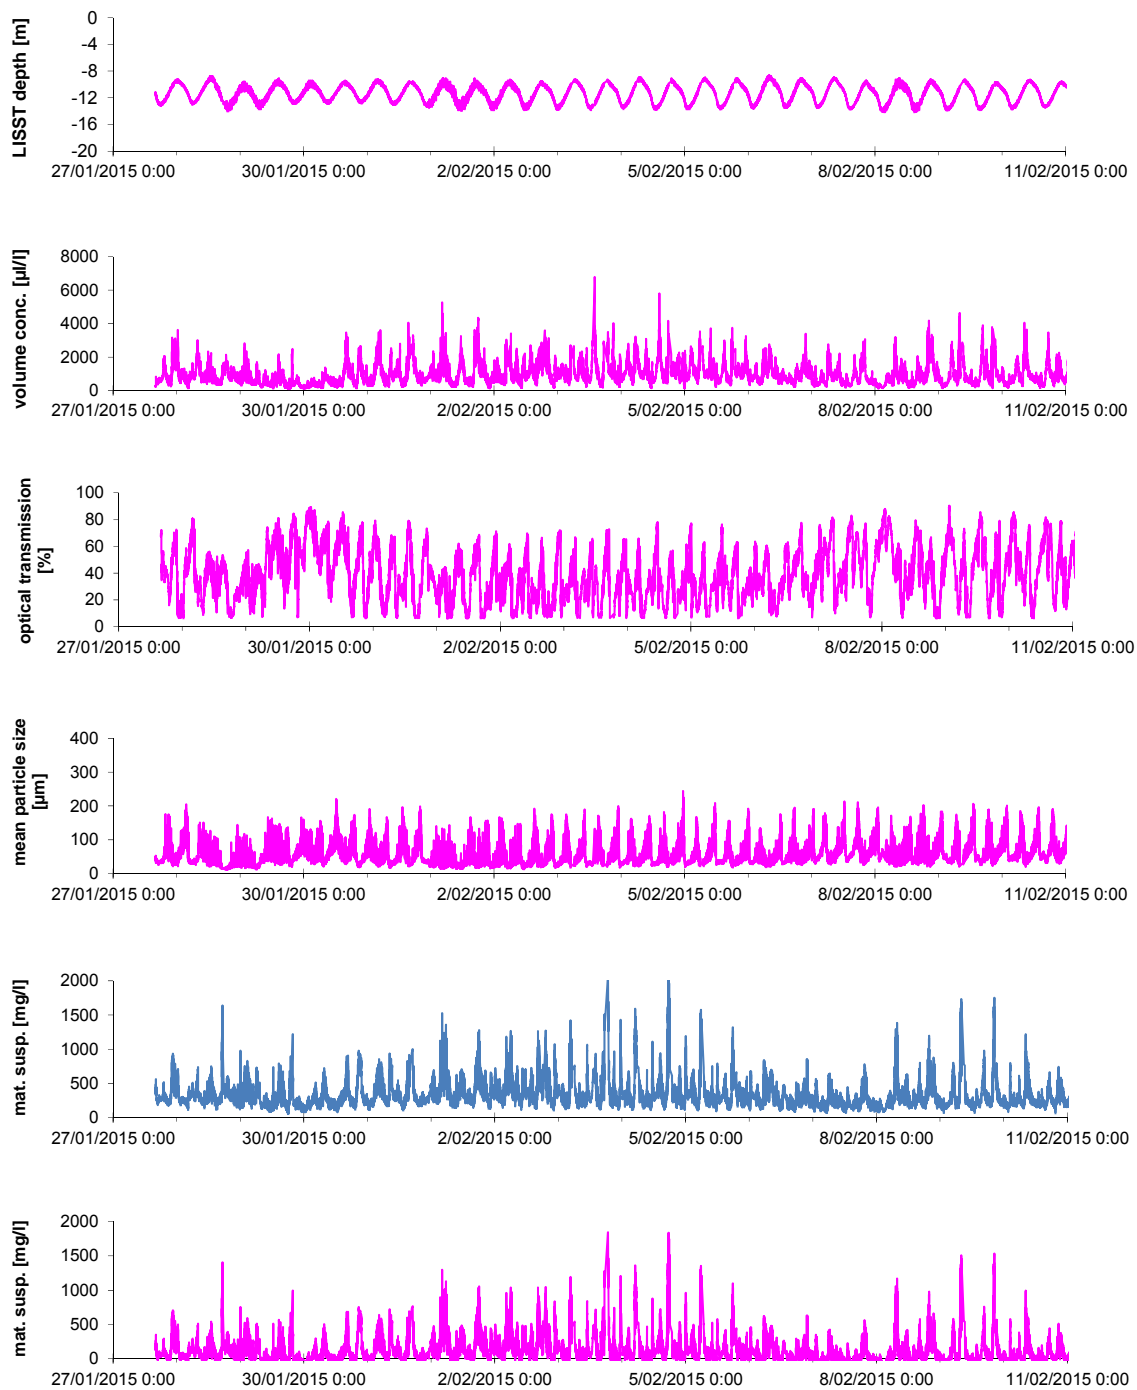 LISST depth [m]
0
-4
-8
-12
-16
-20
27/01/2015 0:00 30/01/2015 0:00 2/02/2015 0:00 5/02/2015 0:00 8/02/2015 0:00 11/02/2015 0:00
volume conc. [µl/l]
8000
6000
4000
2000
0
27/01/2015 0:00 30/01/2015 0:00 2/02/2015 0:00 5/02/2015 0:00 8/02/2015 0:00 11/02/2015 0:00
optical transmission
[%]
100
80
60
40
20
0
27/01/2015 0:00 30/01/2015 0:00 2/02/2015 0:00 5/02/2015 0:00 8/02/2015 0:00 11/02/2015 0:00
mean particle size
[µm]
400
300
200
100
0
27/01/2015 0:00 30/01/2015 0:00 2/02/2015 0:00 5/02/2015 0:00 8/02/2015 0:00 11/02/2015 0:00
mat. susp. [mg/l]
2000
1500
1000
500
0
27/01/2015 0:00 30/01/2015 0:00 2/02/2015 0:00 5/02/2015 0:00 8/02/2015 0:00 11/02/2015 0:00
mat. susp. [mg/l]
2000
1500
1000
500
0
27/01/2015 0:00 30/01/2015 0:00 2/02/2015 0:00 5/02/2015 0:00 8/02/2015 0:00 11/02/2015 0:00